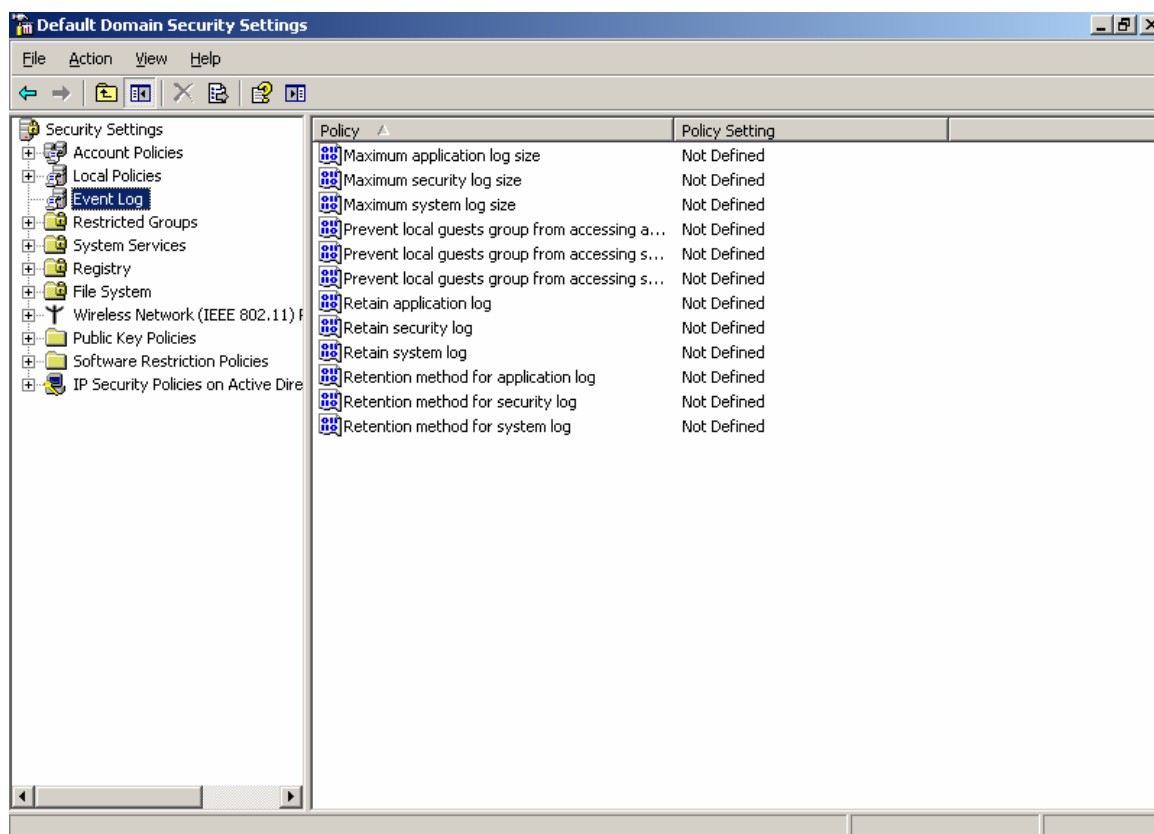 Default Domain Security Settings
File Action View Help
Security Settings
Account Policies
Local Policies
Event Log
Restricted Groups
System Services
Registry
File System
Wireless Network (IEEE 802.11)
Public Key Policies
Software Restriction Policies
IP Security Policies on Active Dire
Policy Policy Setting
Maximum application log size Not Defined
Maximum security log size Not Defined
Maximum system log size Not Defined
Prevent local guests group from accessing a... Not Defined
Prevent local guests group from accessing s... Not Defined
Prevent local guests group from accessing s... Not Defined
Retain application log Not Defined
Retain security log Not Defined
Retain system log Not Defined
Retention method for application log Not Defined
Retention method for security log Not Defined
Retention method for system log Not Defined